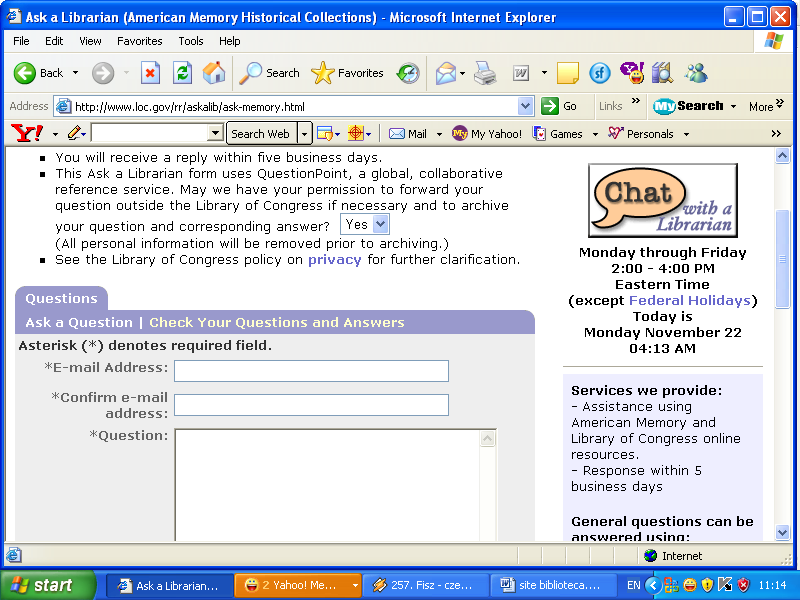 Ask a Librarian (American Memory Historical Collections) - Microsoft Internet Explorer
File Edit View Favorites Tools Help
Back Search Favorites
Address http://www.loc.gov/rr/askalib/ask-memory.html Go Links » My Search More »
Y! Search Web Mail My Yahoo! Games Personals »
You will receive a reply within five business days.
This Ask a Librarian form uses QuestionPoint, a global, collaborative
reference service. May we have your permission to forward your
question outside the Library of Congress if necessary and to archive
your question and corresponding answer? Yes
(All personal information will be removed prior to archiving.)
See the Library of Congress policy on privacy for further clarification.
Questions
Ask a Question | Check Your Questions and Answers
Asterisk (*) denotes required field.
*E-mail Address:
*Confirm e-mail
address:
*Question:
Chat with a
Librarian
Monday through Friday
2:00 - 4:00 PM
Eastern Time
(except Federal Holidays)
Today is
Monday November 22
04:13 AM
Services we provide:
- Assistance using
American Memory and
Library of Congress online
resources.
- Response within 5
business days
General questions can be
answered using:
Internet
start Ask a Librarian... 2 Yahoo! Me... 257. Fisz - cze... site biblioteca.... EN 11:14